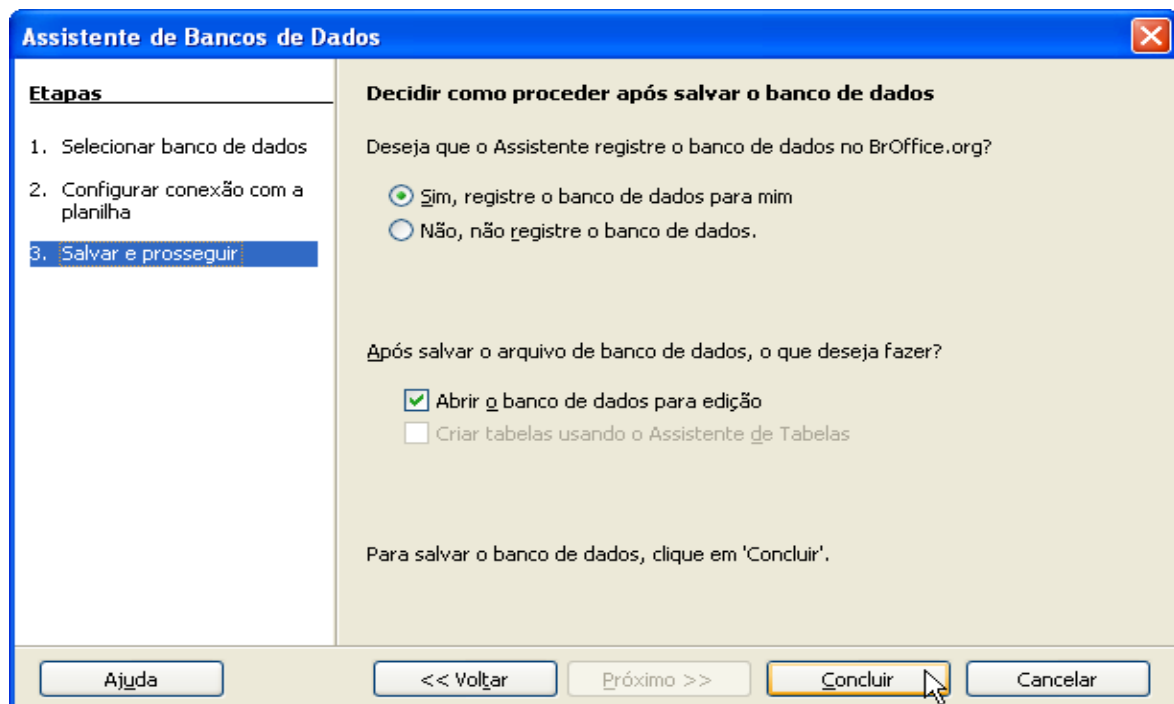 Assistente de Bancos de Dados
Etapas
1. Selecionar banco de dados
2. Configurar conexão com a
planilha
3. Salvar e prosseguir
Decidir como proceder após salvar o banco de dados
Deseja que o Assistente registre o banco de dados no BrOffice.org?
Sim, registre o banco de dados para mim
Não, não registre o banco de dados.
Após salvar o arquivo de banco de dados, o que deseja fazer?
Abrir o banco de dados para edição
Criar tabelas usando o Assistente de Tabelas
Para salvar o banco de dados, clique em 'Concluir'.
Ajuda
<< Voltar
Próximo >>
Concluir
Cancelar